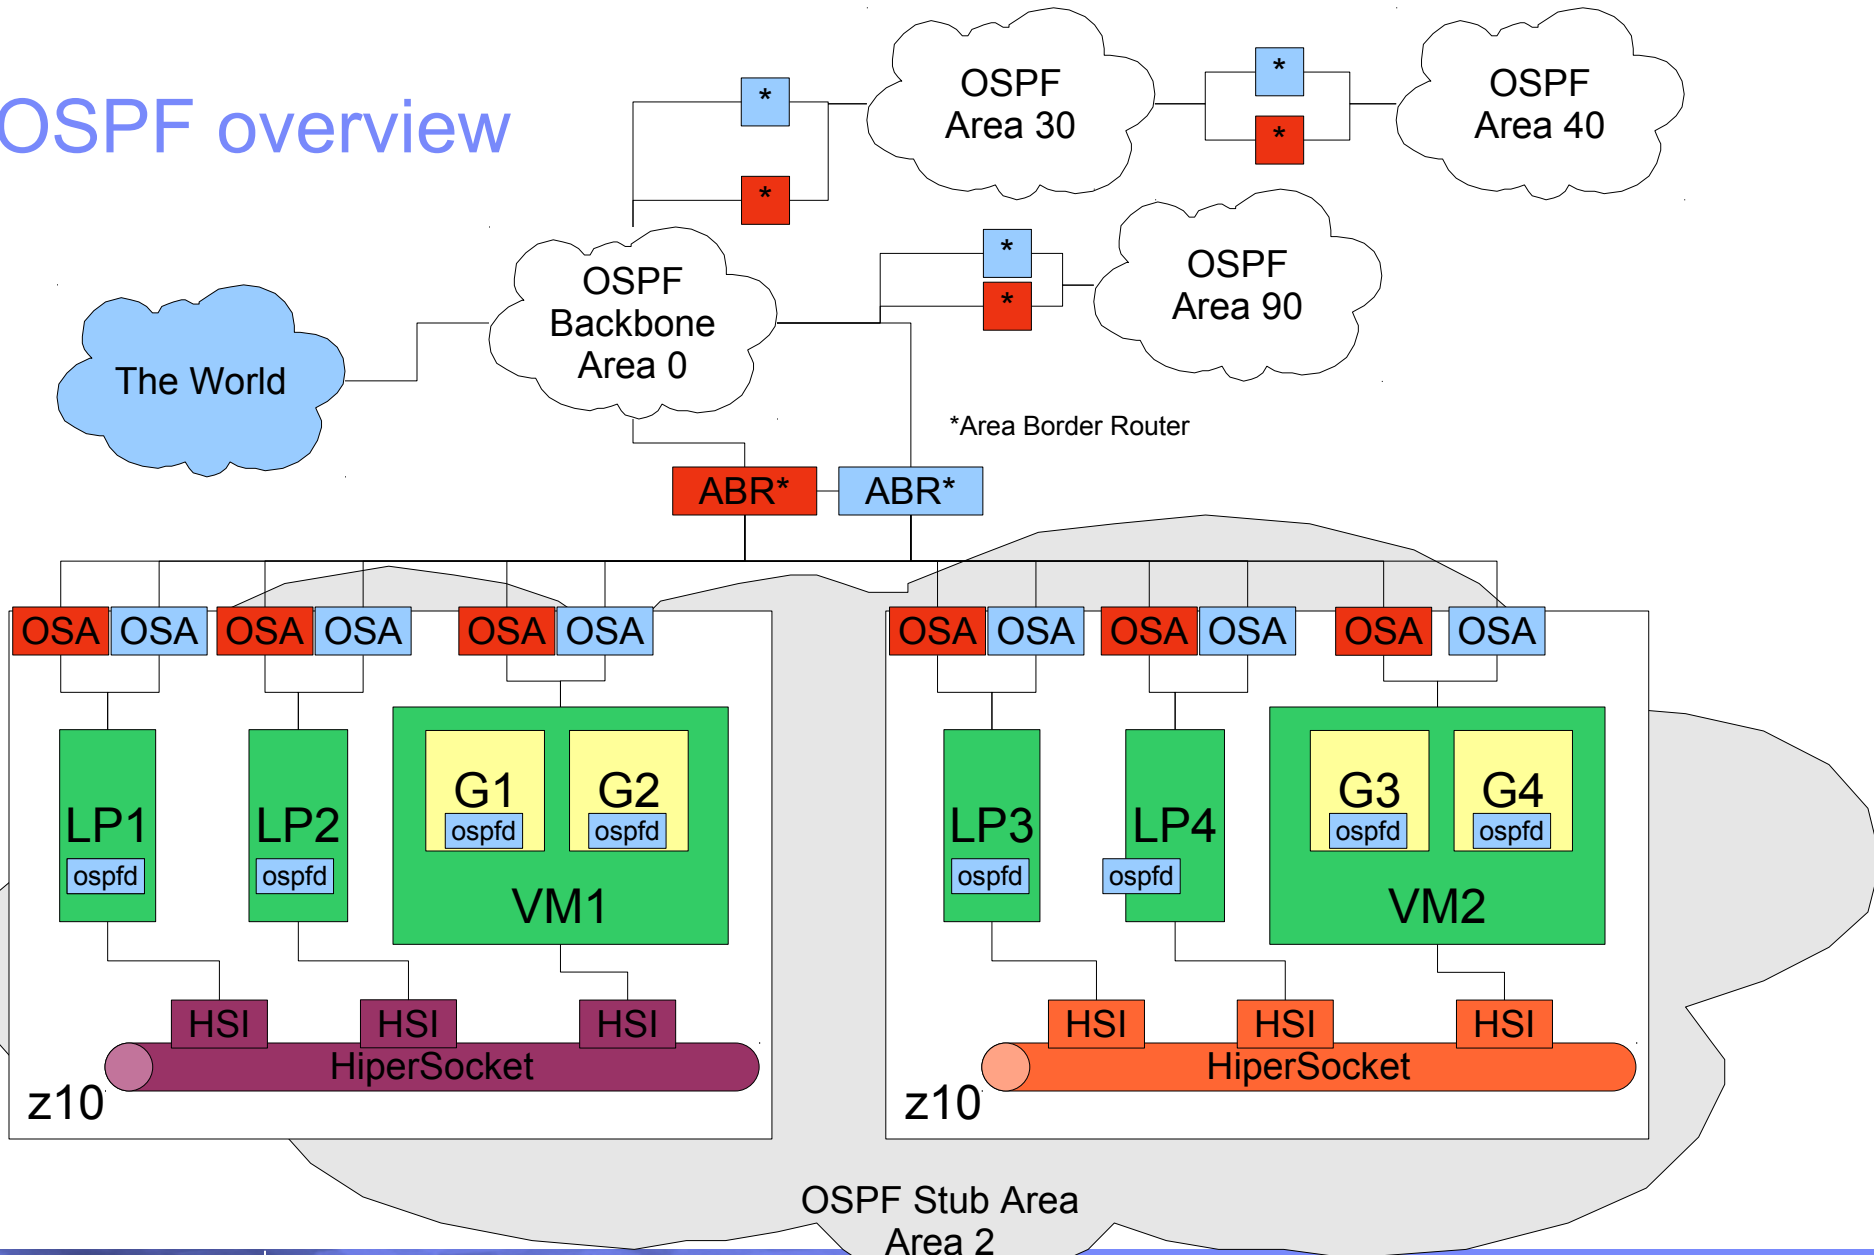 OSPF overview
*
*
OSPF
Area 30
*
*
OSPF
Area 40
*
*
OSPF
Area 90
OSPF
Backbone
Area 0
The World
*Area Border Router
ABR*
ABR*
OSA
OSA
OSA
OSA
OSA
OSA
OSA
OSA
OSA
OSA
OSA
OSA
LP1
ospfd
LP2
ospfd
G1
ospfd
G2
ospfd
VM1
LP3
ospfd
LP4
ospfd
G3
ospfd
G4
ospfd
VM2
HSI
HSI
HSI
HiperSocket
z10
HSI
HSI
HSI
HiperSocket
z10
OSPF Stub Area
Area 2